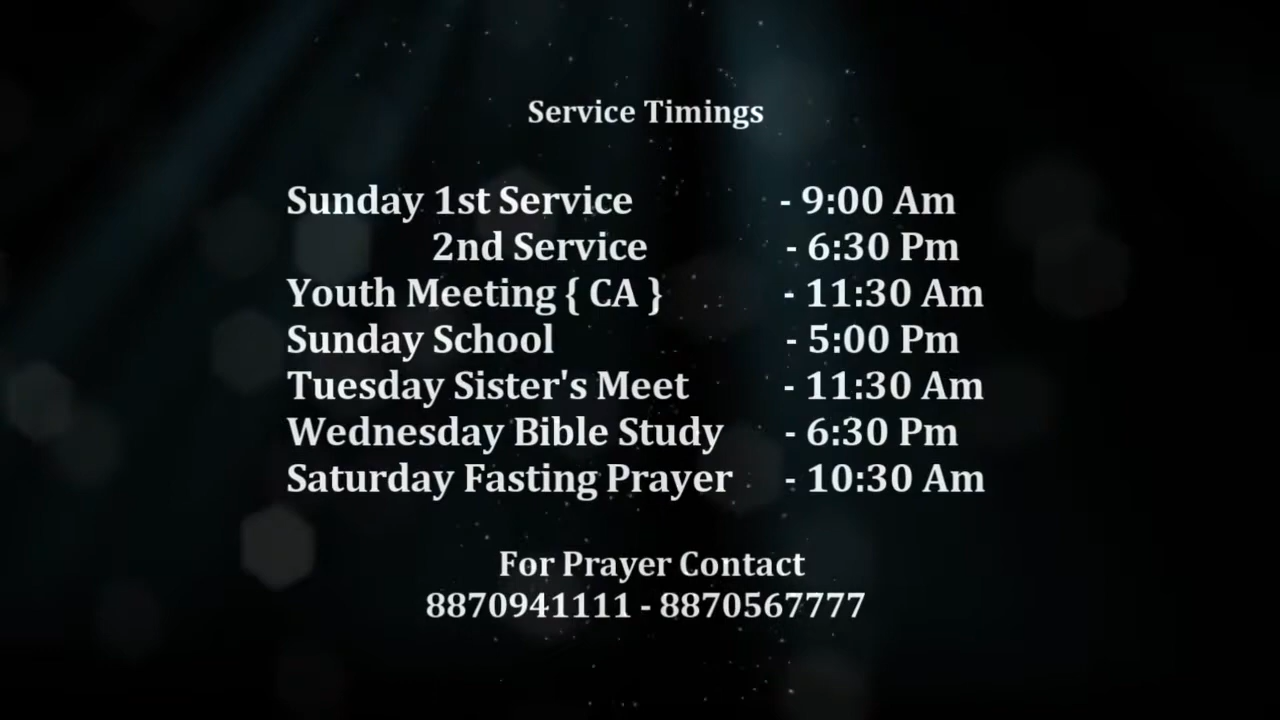 Service Timings
Sunday 1st Service - 9:00 Am
2nd Service - 6:30 Pm
Youth Meeting { CA } - 11:30 Am
Sunday School - 5:00 Pm
Tuesday Sister's Meet - 11:30 Am
Wednesday Bible Study - 6:30 Pm
Saturday Fasting Prayer - 10:30 Am
For Prayer Contact
8870941111 - 8870567777